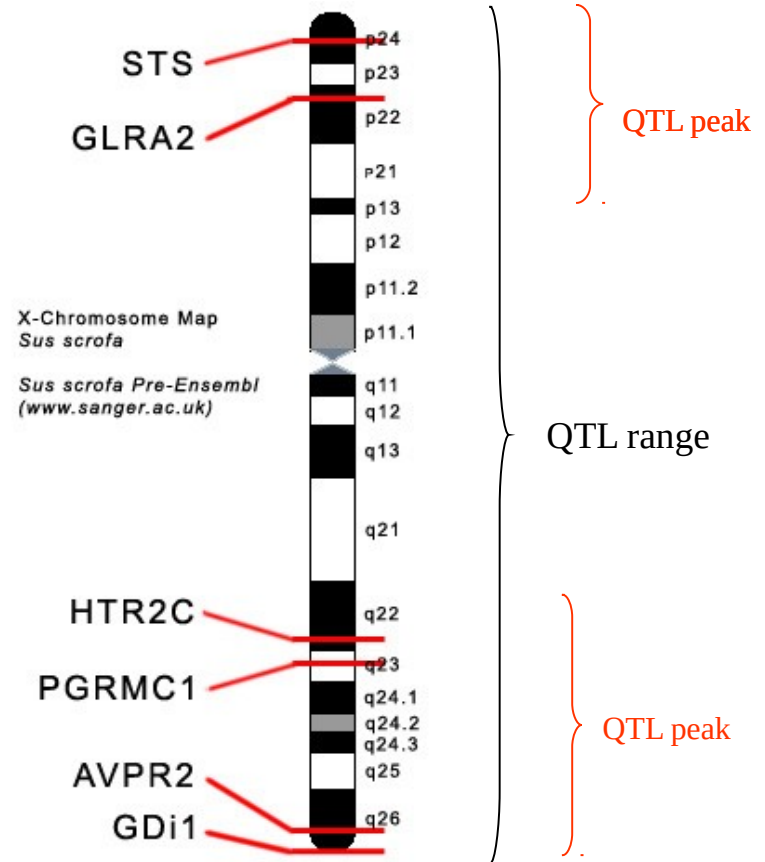 STS
GLRA2
X-Chromosome Map
Sus scrofa
Sus scrofa Pre-Ensembl
(www.sanger.ac.uk)
HTR2C
PGRMC1
AVPR2
GDi1
p24
p23
p22
P21
p13
p12
p11.2
p11.1
q11
q12
q13
q21
q22
q23
q24.1
q24.2
q24.3
q25
q26
QTL peak
QTL range
QTL peak